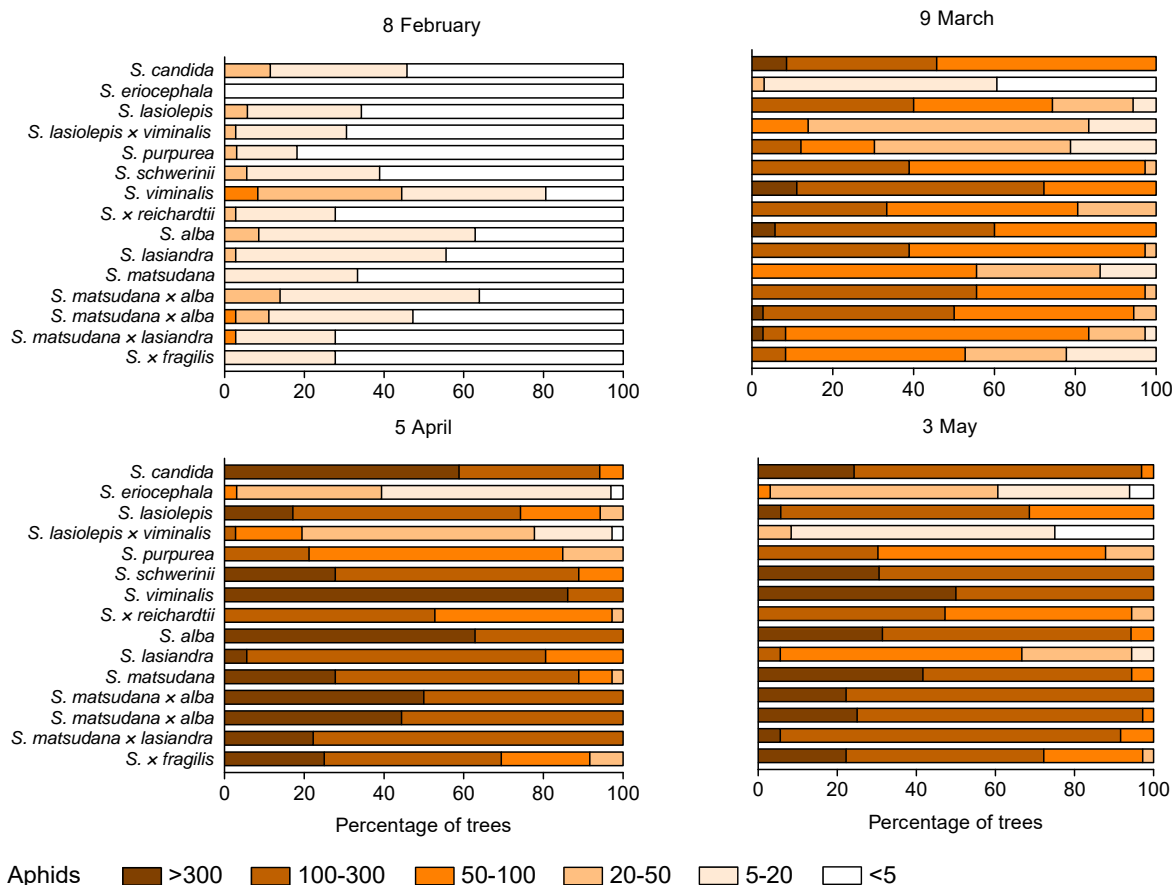 8 February
9 March
S. candida
S. eriocephala
S. lasiolepis
S. lasiolepis × viminalis
S. purpurea
S. schwerinii
S. viminalis
S. × reichardtii
S. alba
S. lasiandra
S. matsudana
S. matsudana × alba
S. matsudana × alba
S. matsudana × lasiandra
S. × fragilis
0 20 40 60 80 100
0 20 40 60 80 100
5 April
3 May
S. candida
S. eriocephala
S. lasiolepis
S. lasiolepis × viminalis
S. purpurea
S. schwerinii
S. viminalis
S. × reichardtii
S. alba
S. lasiandra
S. matsudana
S. matsudana × alba
S. matsudana × alba
S. matsudana × lasiandra
S. × fragilis
0 20 40 60 80 100
0 20 40 60 80 100
Percentage of trees
Percentage of trees
Aphids >300 100-300 50-100 20-50 5-20 <5